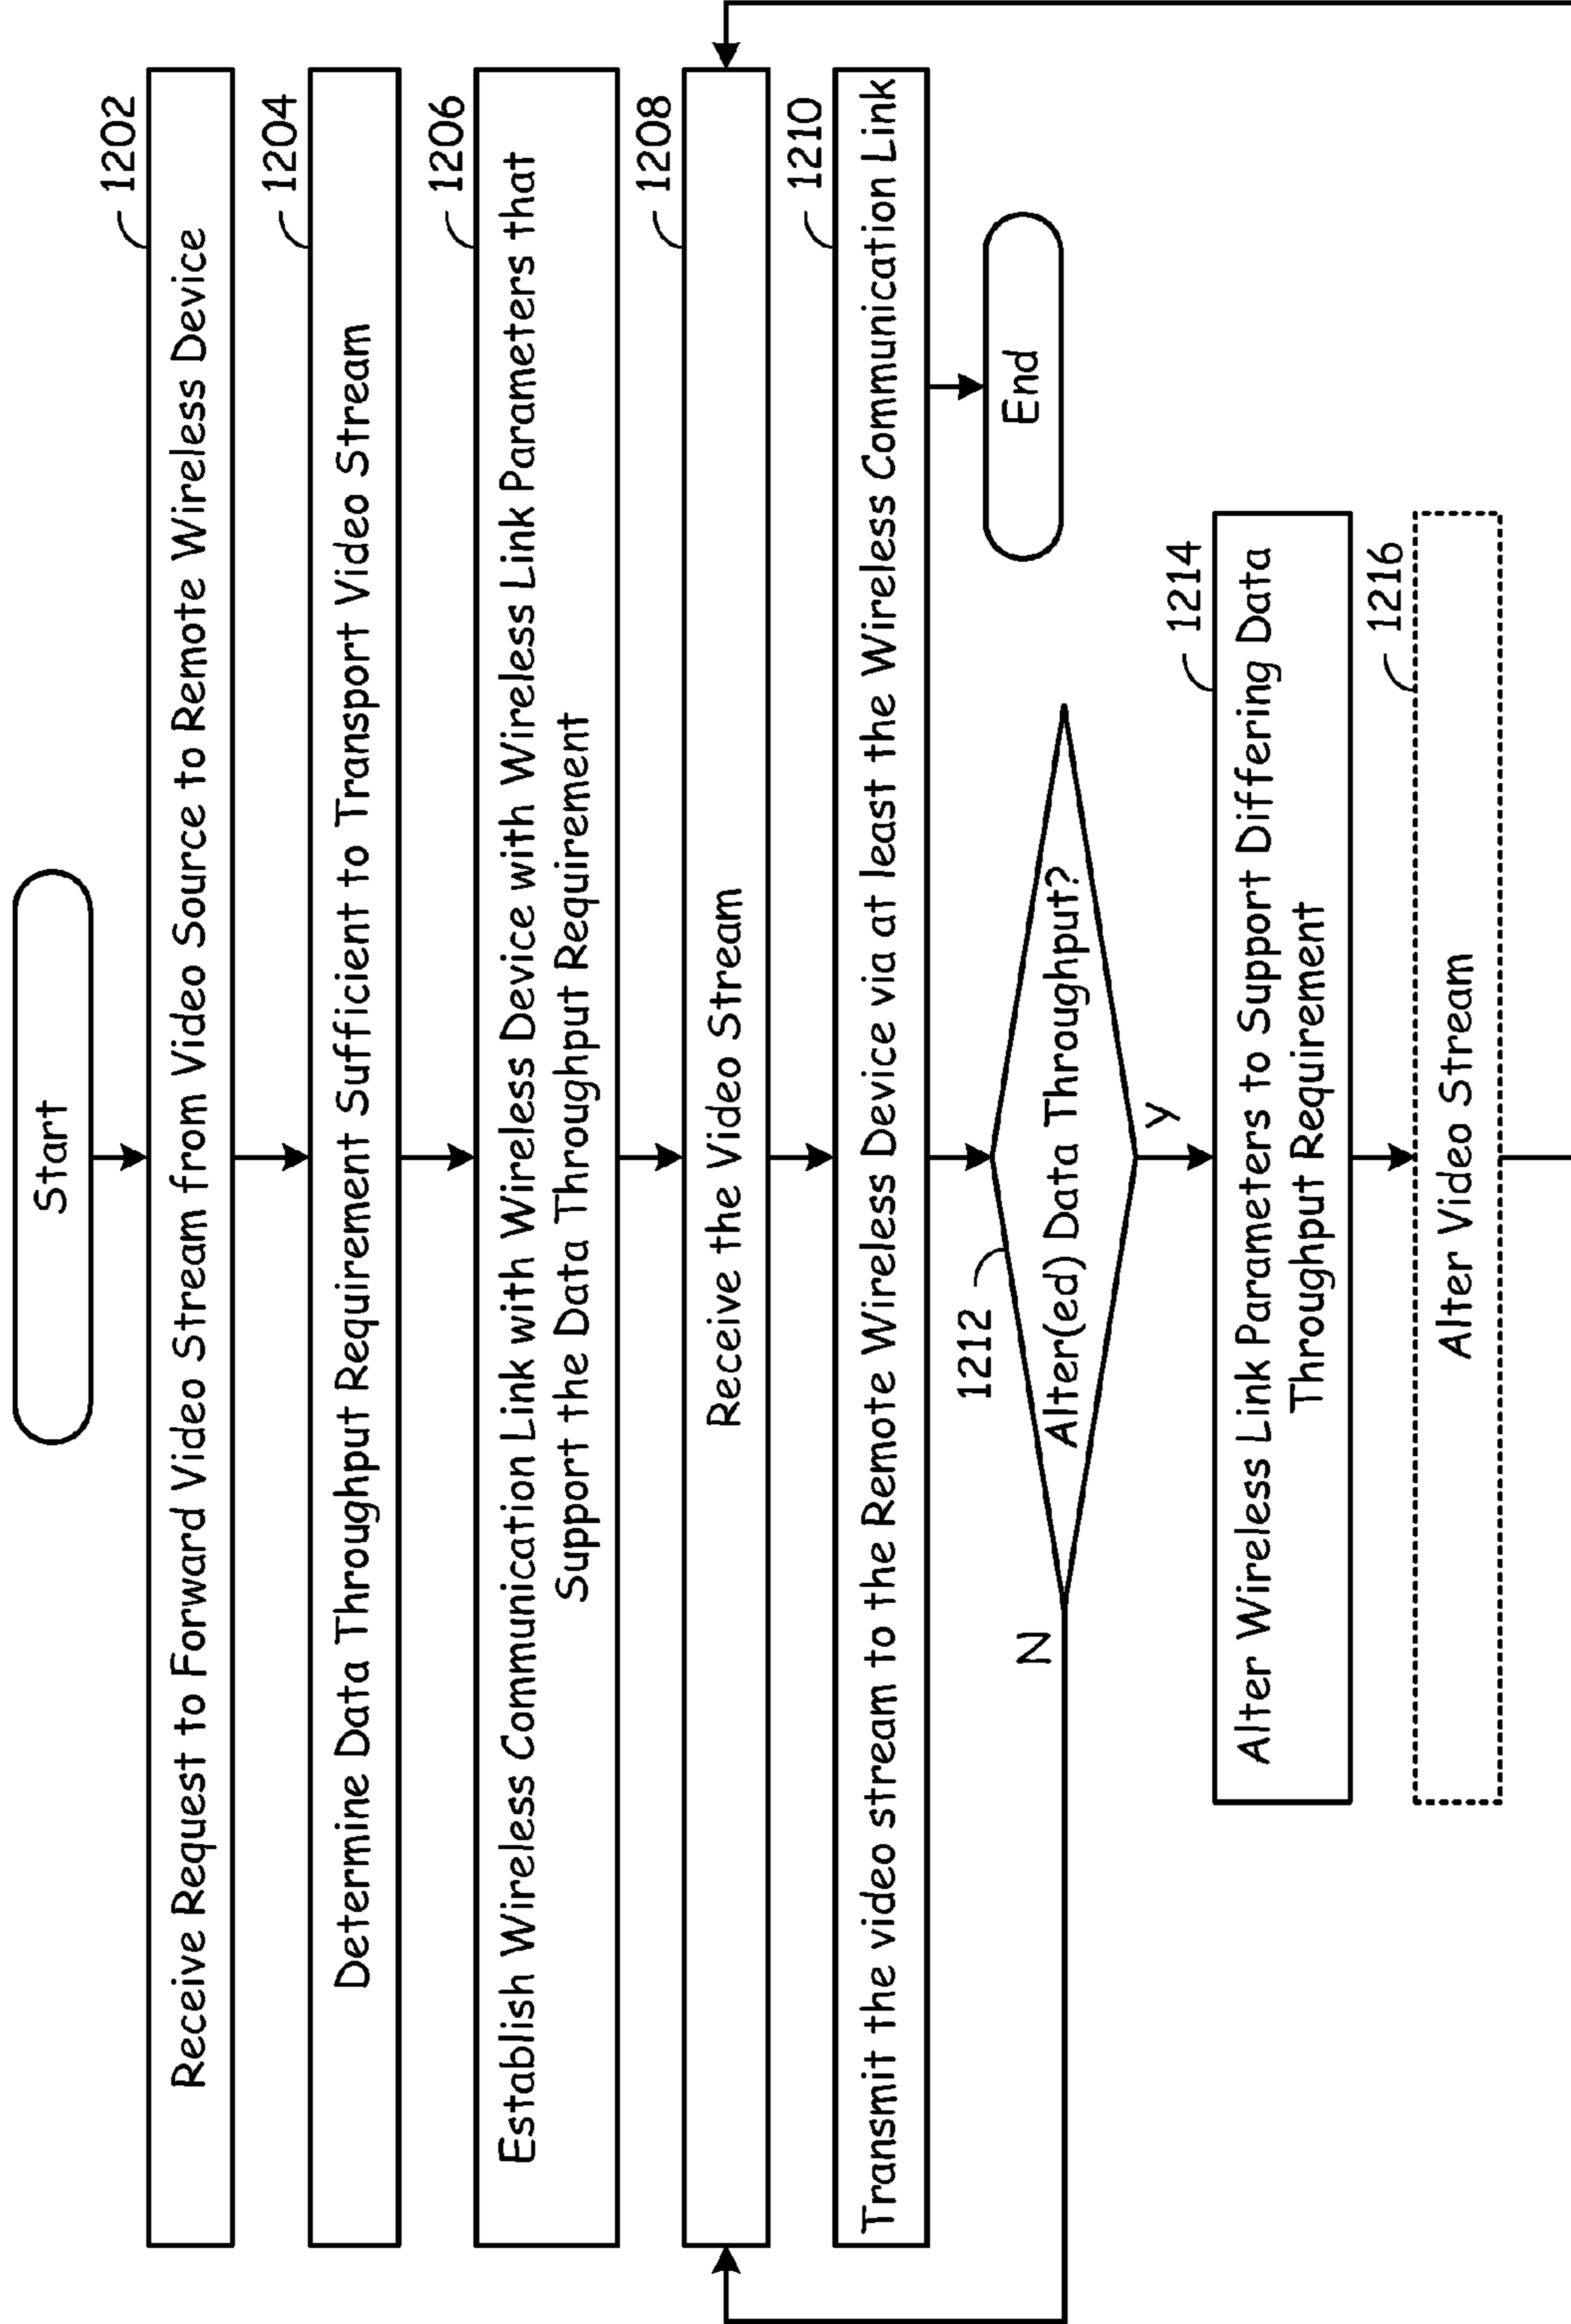 Start
1202
Receive Request to Forward Video Stream from Video Source to Remote Wireless Device
1204
Determine Data Throughput Requirement Sufficient to Transport Video Stream
1206
Establish Wireless Communication Link with Wireless Device with Wireless Link Parameters that
Support the Data Throughput Requirement
1208
Receive the Video Stream
1210
Transmit the video stream to the Remote Wireless Device via at least the Wireless Communication Link
End
1212
Alter(ed) Data Throughput?
N
Y
1214
Alter Wireless Link Parameters to Support Differing Data
Throughput Requirement
1216
Alter Video Stream